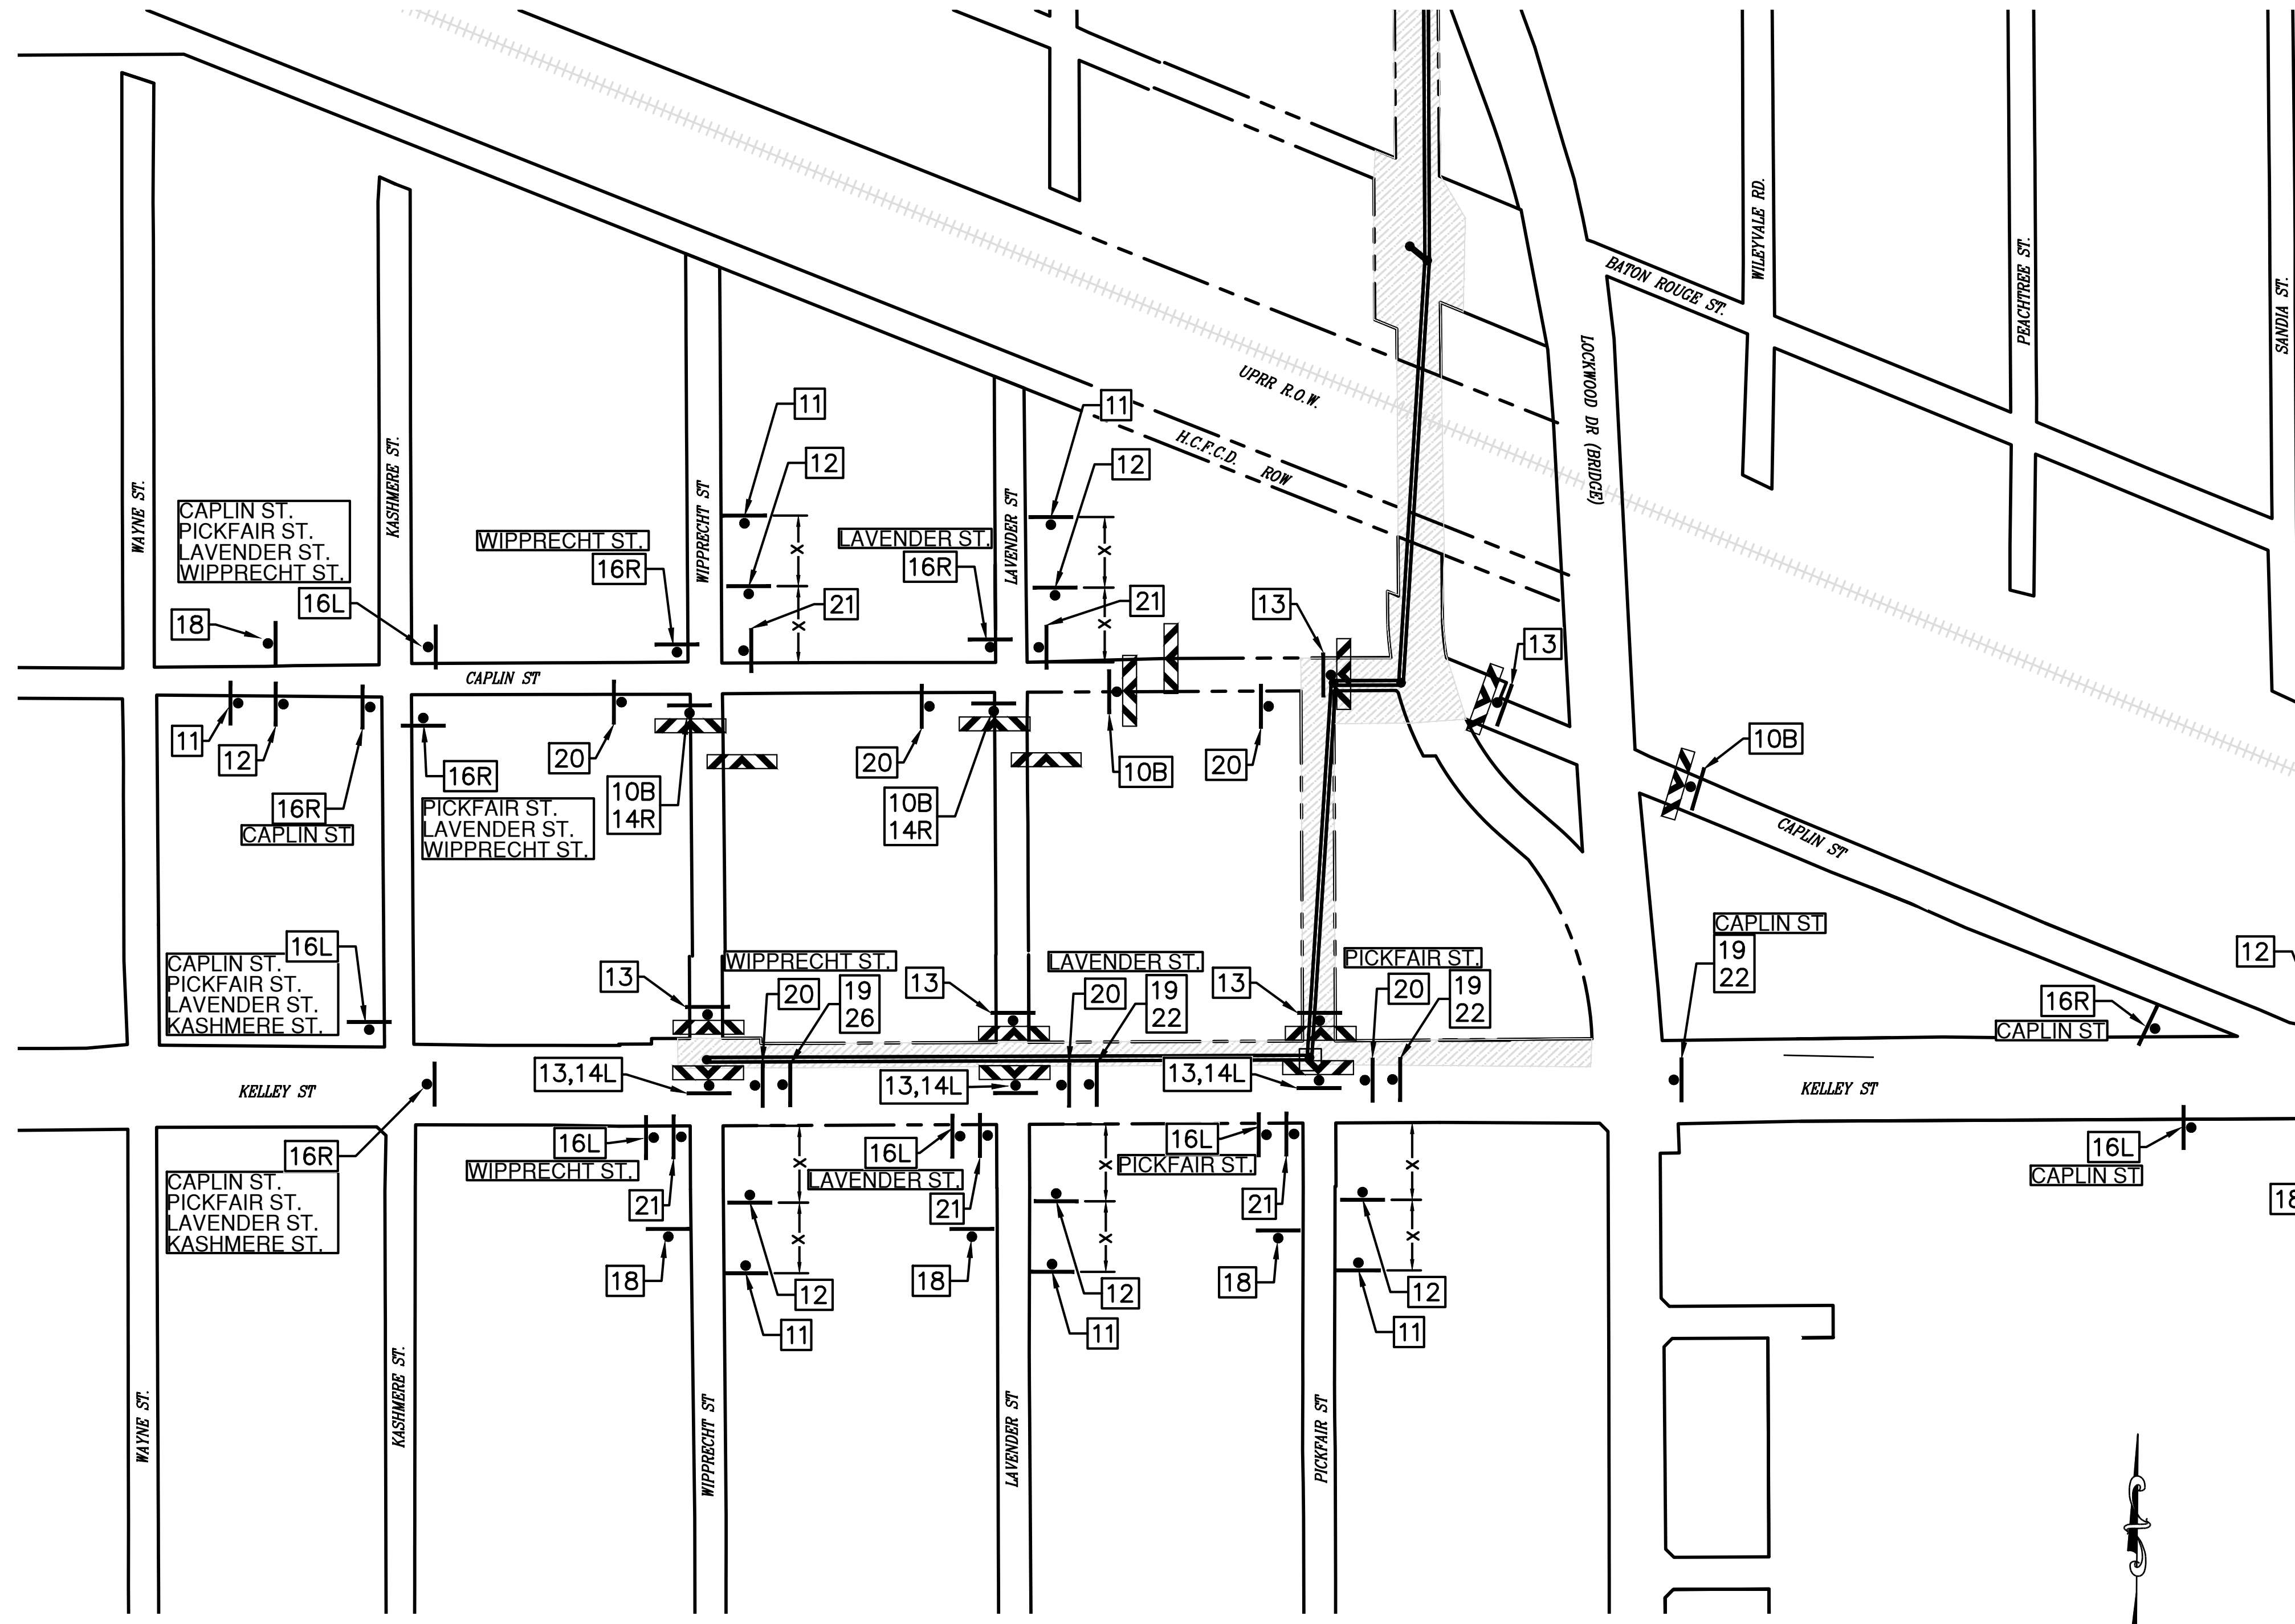 WILEYVALE RD.
BATON ROUGE ST.
PEACHTREE ST.
SANDIA ST.
LOCKWOOD DR (BRIDGE)
UPRR R.O.W.
H.C.F.C.D. ROW
WAYNE ST.
KASHMERE ST.
WIPPRECHT ST
LAVENDER ST
11
11
12
12
CAPLIN ST.
PICKFAIR ST.
LAVENDER ST.
WIPPRECHT ST.
WIPPRECHT ST.
16R
LAVENDER ST.
16R
X
X
16L
18
21
21
13
13
X
X
CAPLIN ST
11
12
16R
CAPLIN ST
16R
PICKFAIR ST.
LAVENDER ST.
WIPPRECHT ST.
20
10B
14R
20
10B
14R
10B
20
10B
CAPLIN ST
16L
CAPLIN ST.
PICKFAIR ST.
LAVENDER ST.
KASHMERE ST.
13
WIPPRECHT ST.
20
19
26
13
LAVENDER ST.
20
19
22
13
PICKFAIR ST.
20
19
22
CAPLIN ST
19
22
12
16R
CAPLIN ST
KELLEY ST
13,14L
13,14L
13,14L
KELLEY ST
16R
CAPLIN ST.
PICKFAIR ST.
LAVENDER ST.
KASHMERE ST.
16L
WIPPRECHT ST.
21
18
X
X
12
11
16L
LAVENDER ST.
21
18
X
X
12
11
16L
PICKFAIR ST.
21
18
X
X
12
11
16L
CAPLIN ST
18
WAYNE ST.
KASHMERE ST.
WIPPRECHT ST
LAVENDER ST
PICKFAIR ST